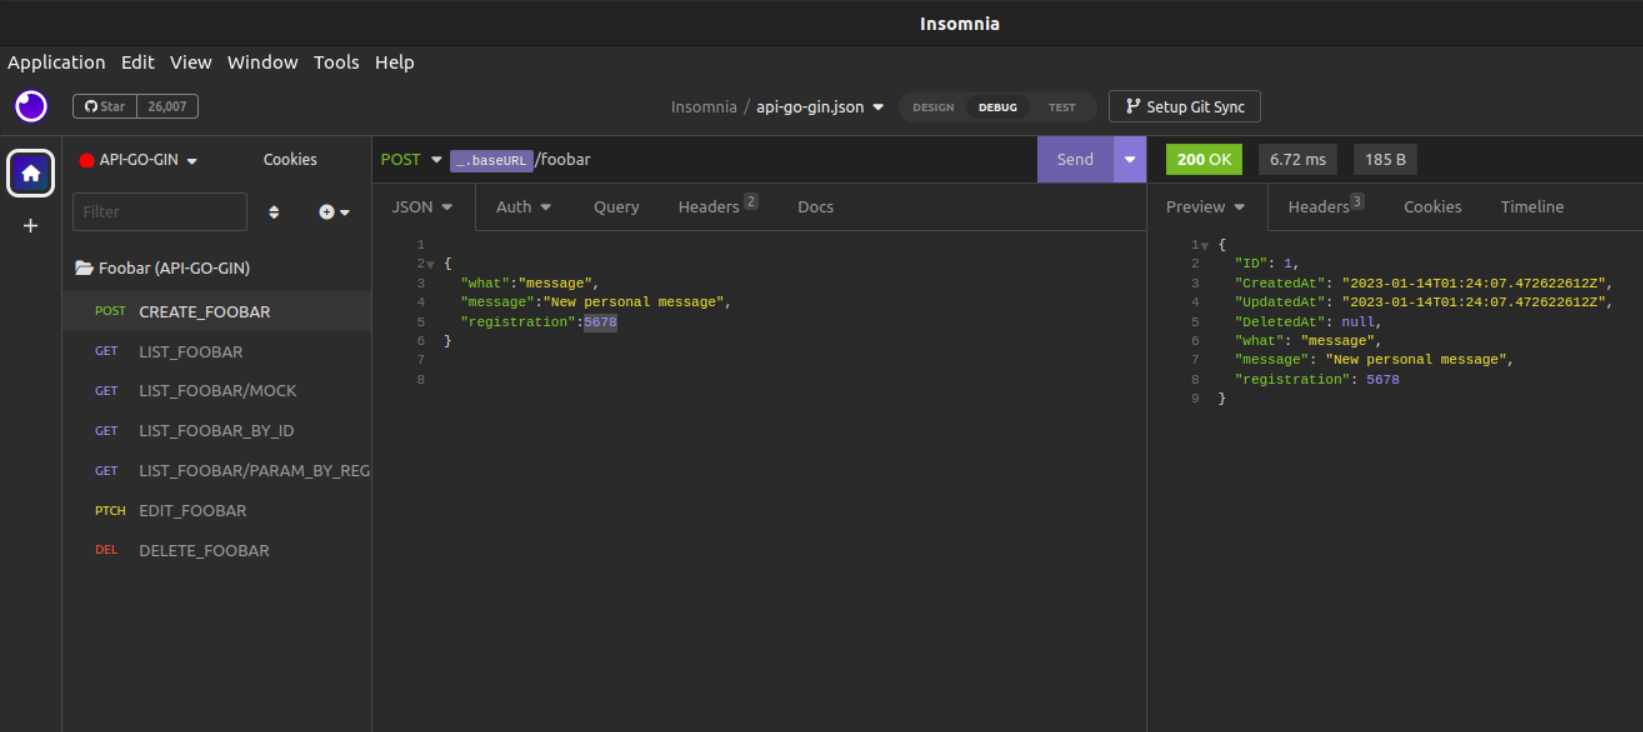 Insomnia
Application Edit View Window Tools Help
Star 26,007
Insomnia / api-go-gin.json DESIGN DEBUG TEST Setup Git Sync
API-GO-GIN Cookies
Filter
Foobar (API-GO-GIN)
POST CREATE_FOOBAR
GET LIST_FOOBAR
GET LIST_FOOBAR/MOCK
GET LIST_FOOBAR_BY_ID
GET LIST_FOOBAR/PARAM_BY_REG
PTCH EDIT_FOOBAR
DEL DELETE_FOOBAR
POST _.baseURL/foobar Send
JSON Auth Query Headers 2 Docs
1
2 {
3 "what":"message",
4 "message":"New personal message",
5 "registration":5678
6 }
7
8
200 OK 6.72 ms 185 B
Preview Headers 3 Cookies Timeline
1 {
2 "ID": 1,
3 "CreatedAt": "2023-01-14T01:24:07.472622612Z",
4 "UpdatedAt": "2023-01-14T01:24:07.472622612Z",
5 "DeletedAt": null,
6 "what": "message",
7 "message": "New personal message",
8 "registration": 5678
9 }